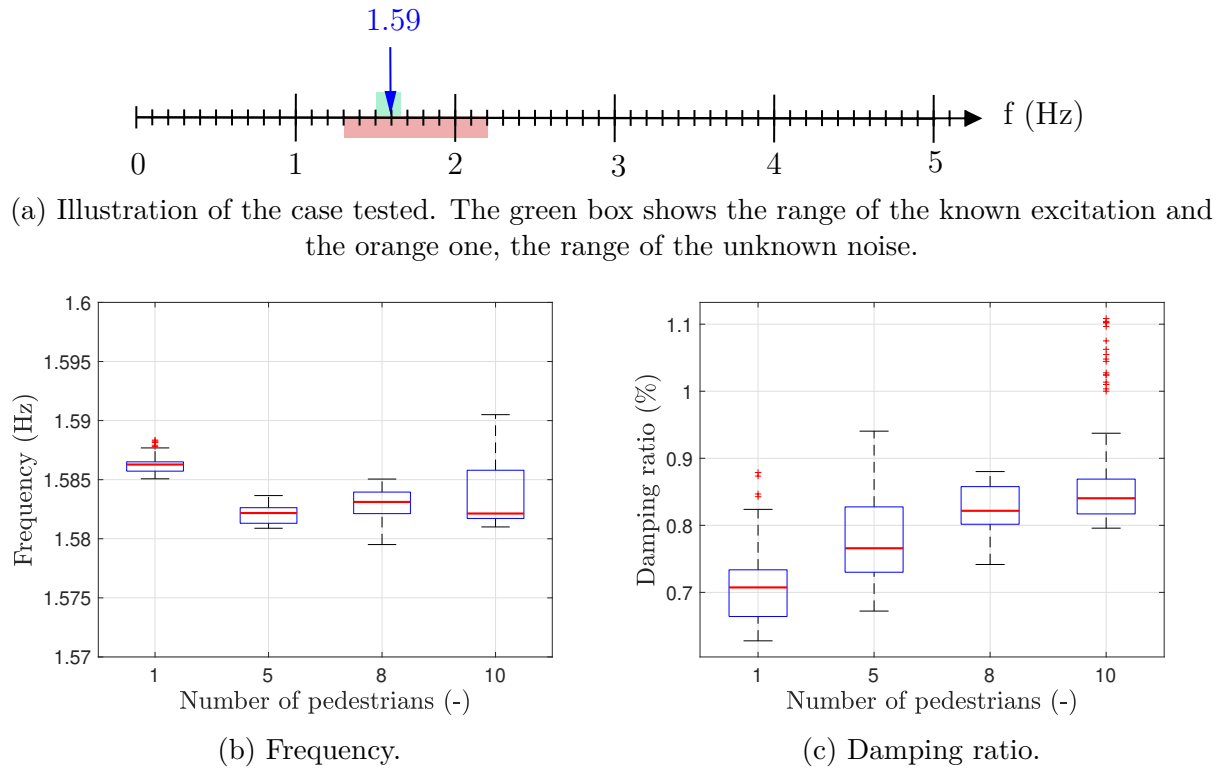 1.59
f (Hz)
0 1 2 3 4 5
(a) Illustration of the case tested. The green box shows the range of the known excitation and
the orange one, the range of the unknown noise.
1.6
1.595
1.59
1.585
1.58
1.575
1.57
Frequency (Hz)
1 5 8 10
Number of pedestrians (-)
(b) Frequency.
1.1
1
0.9
0.8
0.7
Damping ratio (%)
1 5 8 10
Number of pedestrians (-)
(c) Damping ratio.